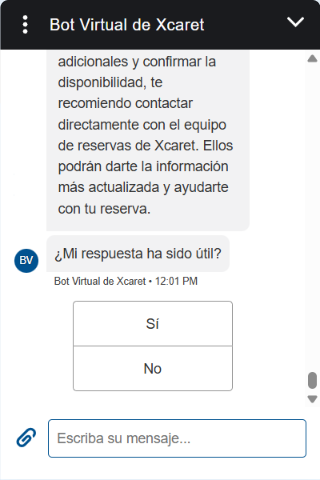 Bot Virtual de Xcaret
adicionales y confirmar la
disponibilidad, te
recomiendo contactar
directamente con el equipo
de reservas de Xcaret. Ellos
podrán darte la información
más actualizada y ayudarte
con tu reserva.
¿Mi respuesta ha sido útil?
BV
Bot Virtual de Xcaret • 12:01 PM
Sí
No
Escriba su mensaje...